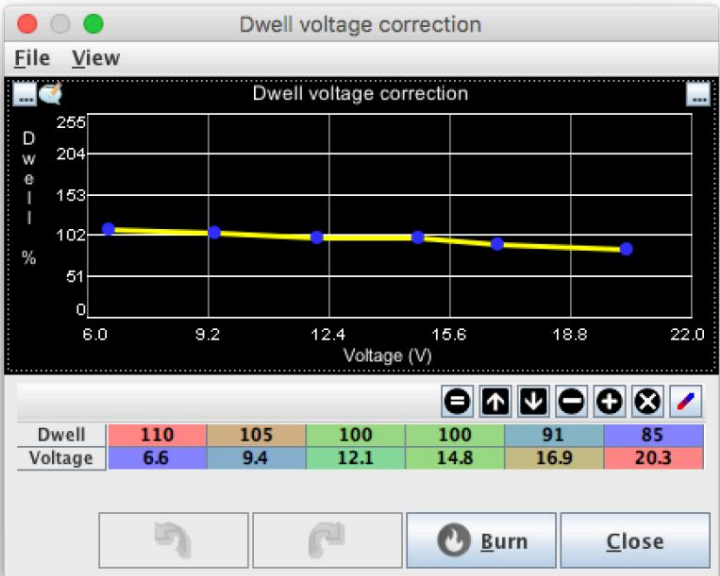 Dwell voltage correction
File View
... Dwell voltage correction ...
Dwell %
255
204
153
102
51
0
6.0 9.2 12.4 15.6 18.8 22.0
Voltage (V)
Dwell 110 105 100 100 91 85
Voltage 6.6 9.4 12.1 14.8 16.9 20.3
Burn Close